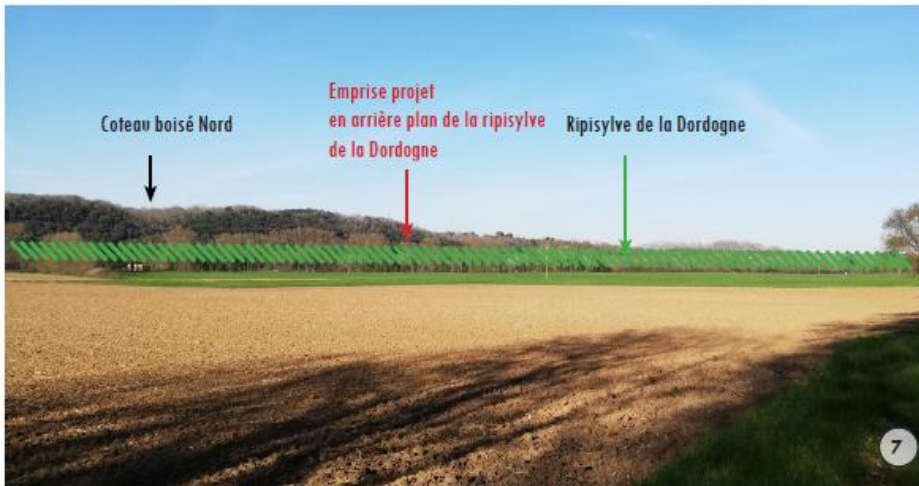 Coteau boisé Nord
Emprise projet
en arrière plan de la ripisylve
de la Dordogne
Ripisylve de la Dordogne
7